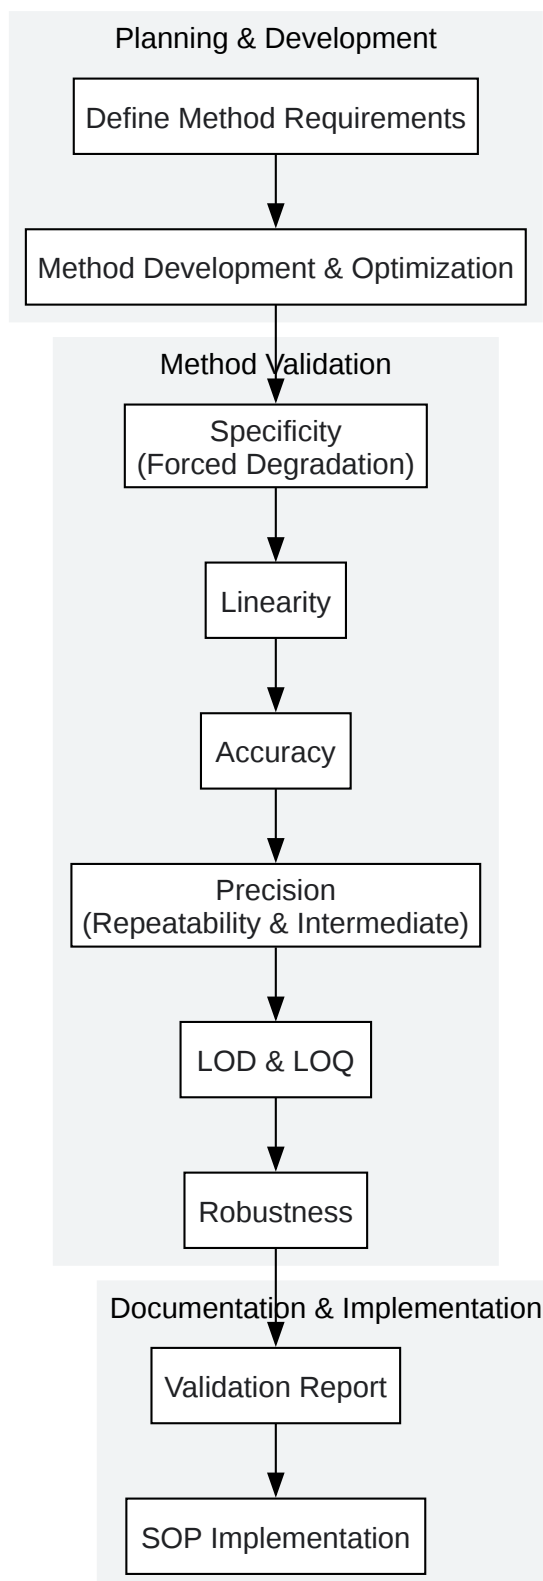 Planning & Development
Define Method Requirements
Method Development & Optimization
Method Validation
Specificity
(Forced Degradation)
Linearity
Accuracy
Precision
(Repeatability & Intermediate)
LOD & LOQ
Robustness
Documentation & Implementation
Validation Report
SOP Implementation